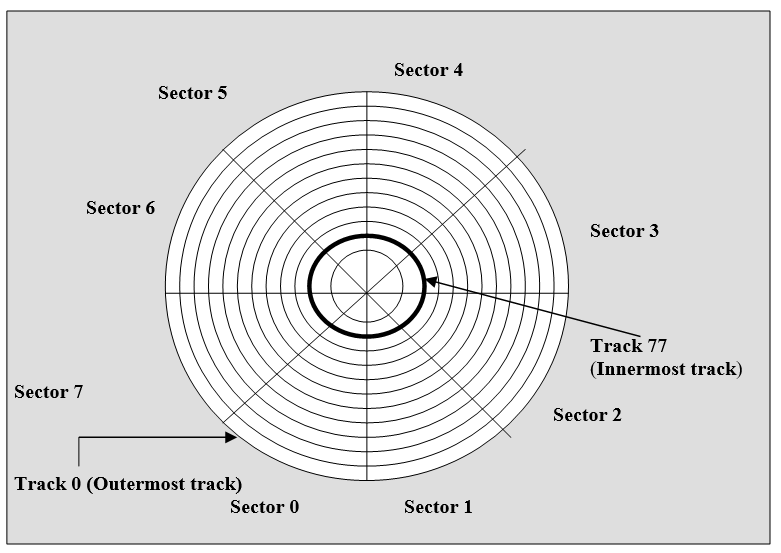 Sector 4
Sector 5
Sector 6
Sector 3
Track 77
(Innermost track)
Sector 7
Sector 2
Track 0 (Outermost track)
Sector 0
Sector 1